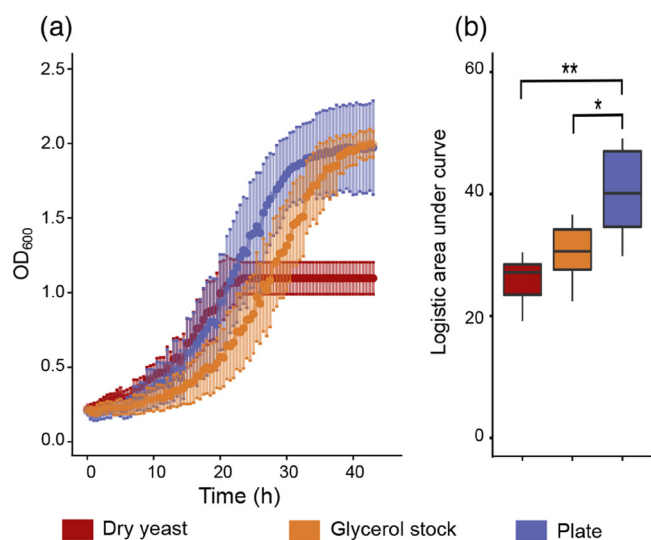 (a)
2.5
2.0
1.5
1.0
0.5
0.0
OD600
0 10 20 30 40
Time (h)
(b)
60
40
20
0
Logistic area under curve
**
*
Dry yeast Glycerol stock Plate